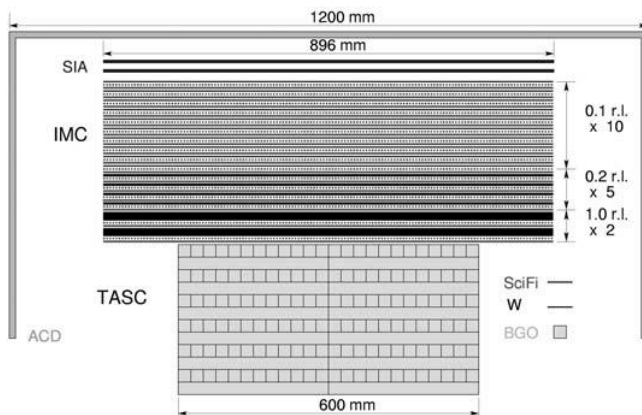 1200 mm
896 mm
SIA
IMC
0.1 r.l.
x 10
0.2 r.l.
x 5
1.0 r.l.
x 2
TASC
SciFi
W
BGO
ACD
600 mm